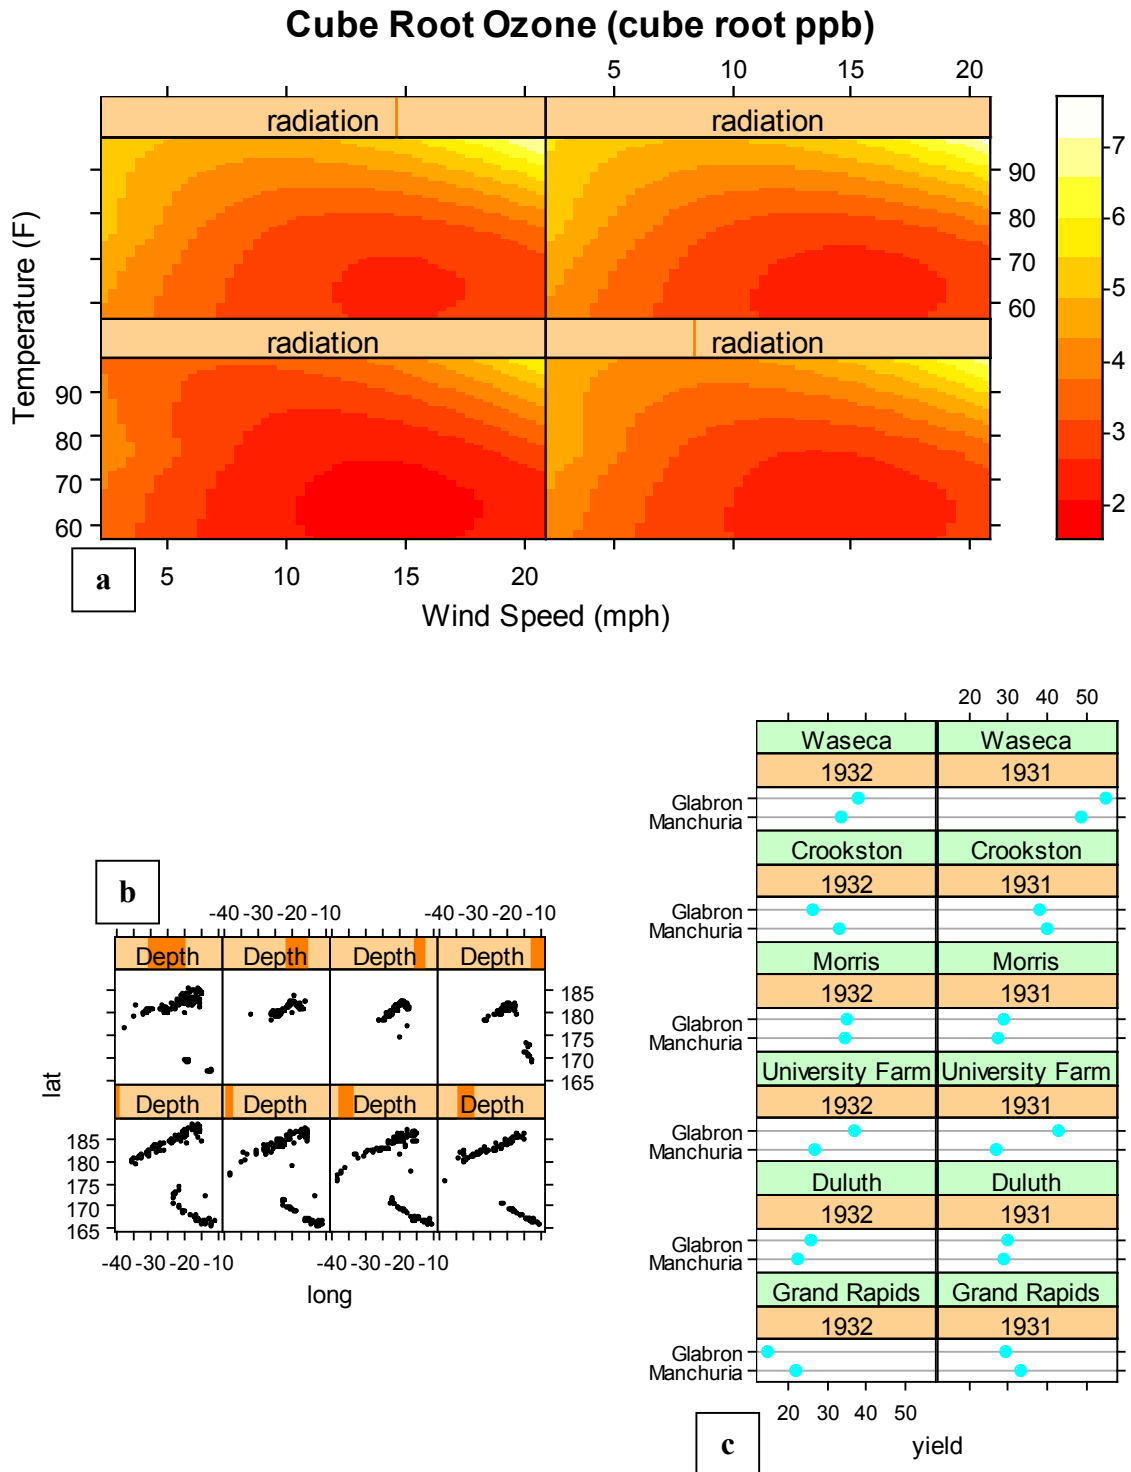 Cube Root Ozone (cube root ppb)
5 10 15 20
radiation radiation
90
80
70
60
radiation radiation
90
80
70
60
Temperature (F)
5 10 15 20
Wind Speed (mph)
7
6
5
4
3
2
a
b
-40 -30 -20 -10 -40 -30 -20 -10
Depth Depth Depth Depth
185
180
175
170
165
Depth Depth Depth Depth
185
180
175
170
165
lat
-40 -30 -20 -10 -40 -30 -20 -10
long
20 30 40 50
Waseca Waseca
1932 1931
Glabron
Manchuria
Crookston Crookston
1932 1931
Glabron
Manchuria
Morris Morris
1932 1931
Glabron
Manchuria
University Farm University Farm
1932 1931
Glabron
Manchuria
Duluth Duluth
1932 1931
Glabron
Manchuria
Grand Rapids Grand Rapids
1932 1931
Glabron
Manchuria
20 30 40 50
yield
c